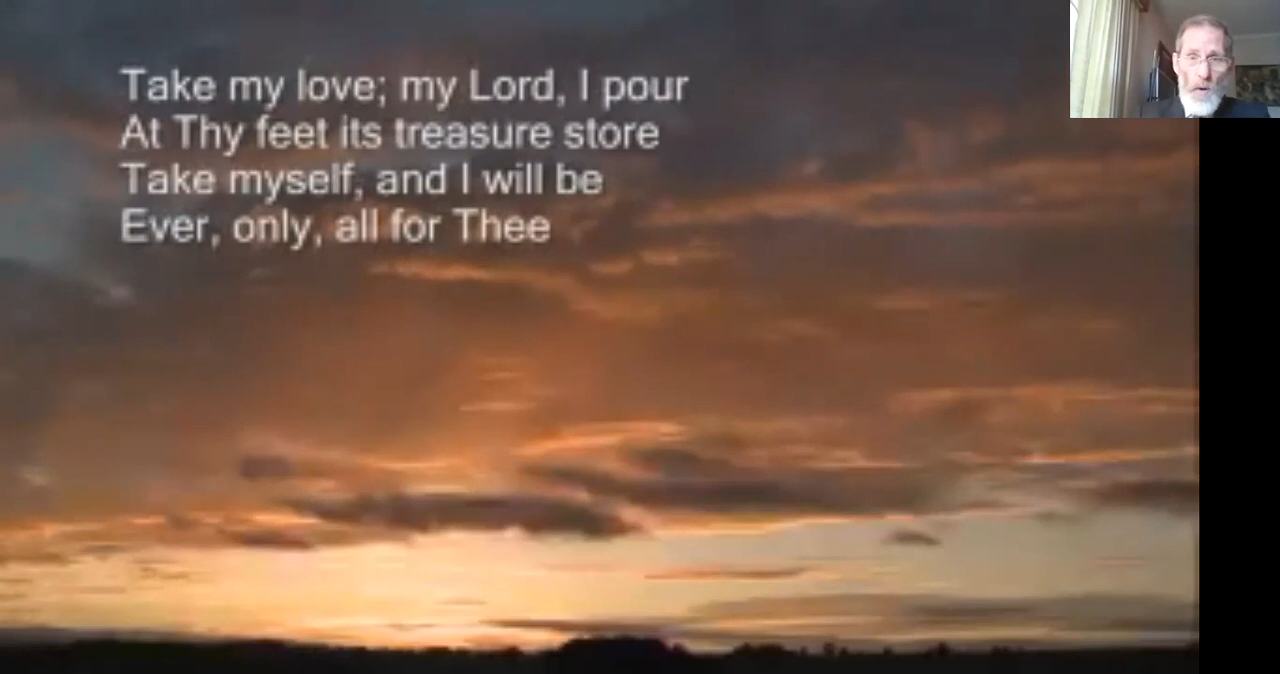 Take my love; my Lord, I pour
At Thy feet its treasure store
Take myself, and I will be
Ever, only, all for Thee